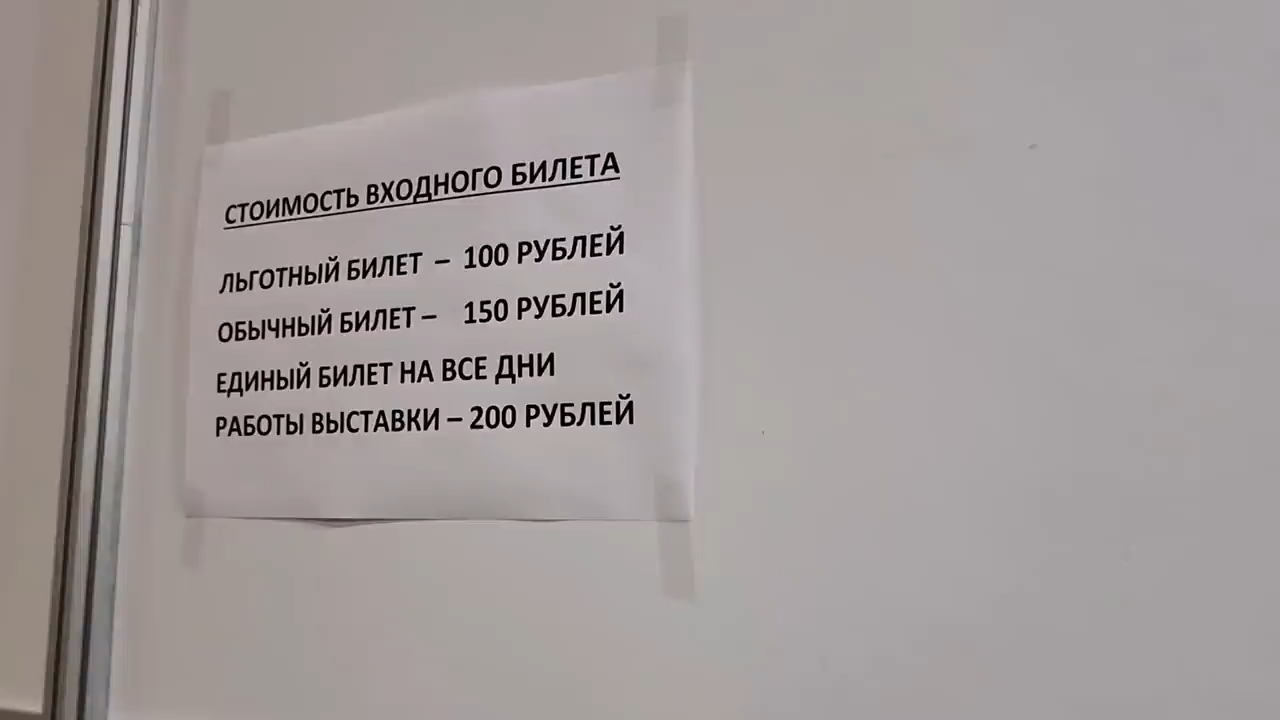 СТОИМОСТЬ ВХОДНОГО БИЛЕТА
ЛЬГОТНЫЙ БИЛЕТ – 100 РУБЛЕЙ
ОБЫЧНЫЙ БИЛЕТ – 150 РУБЛЕЙ
ЕДИНЫЙ БИЛЕТ НА ВСЕ ДНИ
РАБОТЫ ВЫСТАВКИ – 200 РУБЛЕЙ